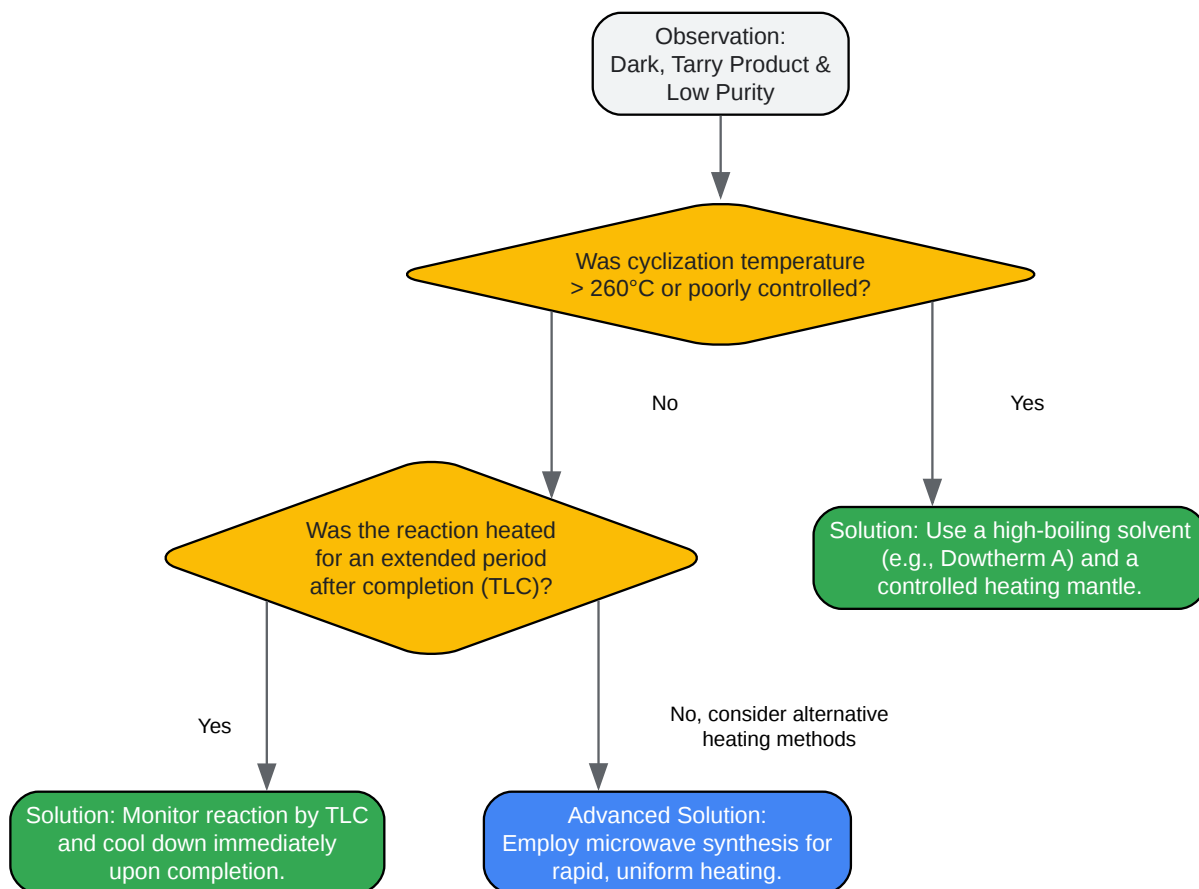 Observation:
Dark, Tarry Product &
Low Purity
Was cyclization temperature
> 260°C or poorly controlled?
No
Yes
Was the reaction heated
for an extended period
after completion (TLC)?
Solution: Use a high-boiling solvent
(e.g., Dowtherm A) and a
controlled heating mantle.
Yes
No, consider alternative
heating methods
Solution: Monitor reaction by TLC
and cool down immediately
upon completion.
Advanced Solution:
Employ microwave synthesis for
rapid, uniform heating.